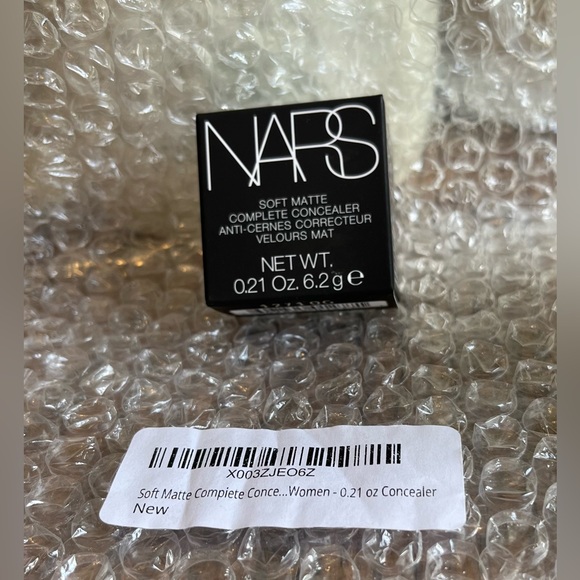 NARS
SOFT MATTE
COMPLETE CONCEALER
ANTI-CERNES CORRECTEUR
VELOURS MAT
NET WT.
0.21 Oz. 6.2 g e
X003ZJEO6Z
Soft Matte Complete Conce...Women - 0.21 oz Concealer
New